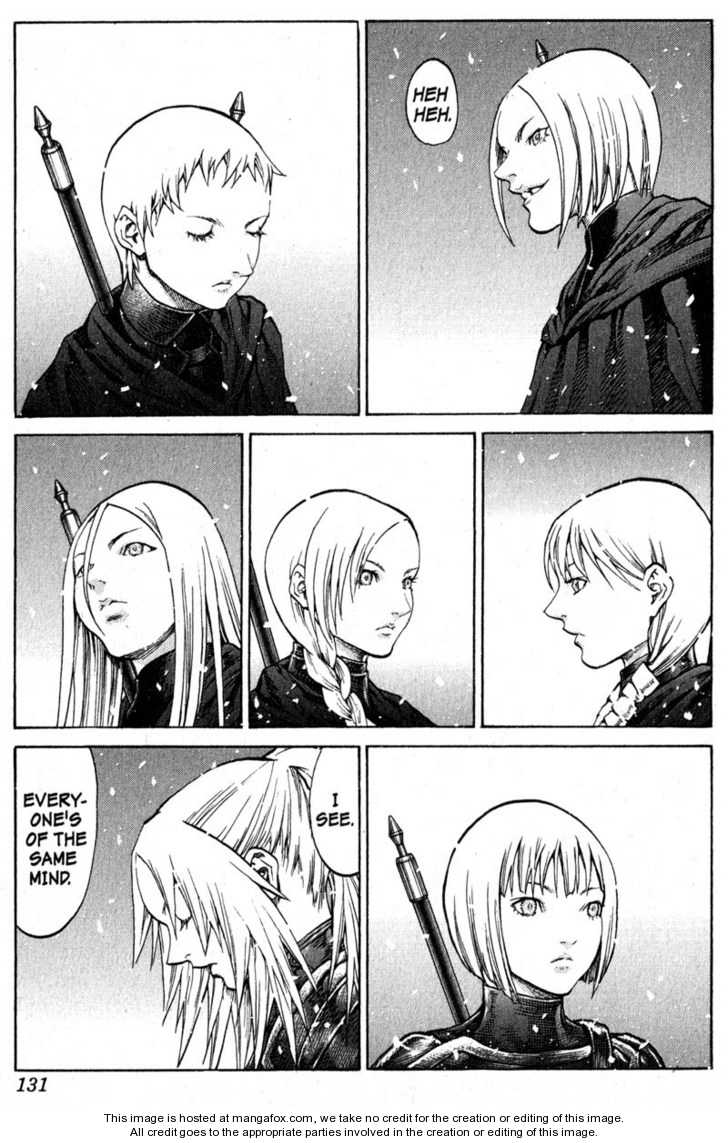 HEH
HEH.
I
SEE.
EVERY-
ONE'S
OF THE
SAME
MIND.
131
This image is hosted at mangafox.com, we take no credit for the creation or editing of this image.
All credit goes to the appropriate parties involved in the creation or editing of this image.